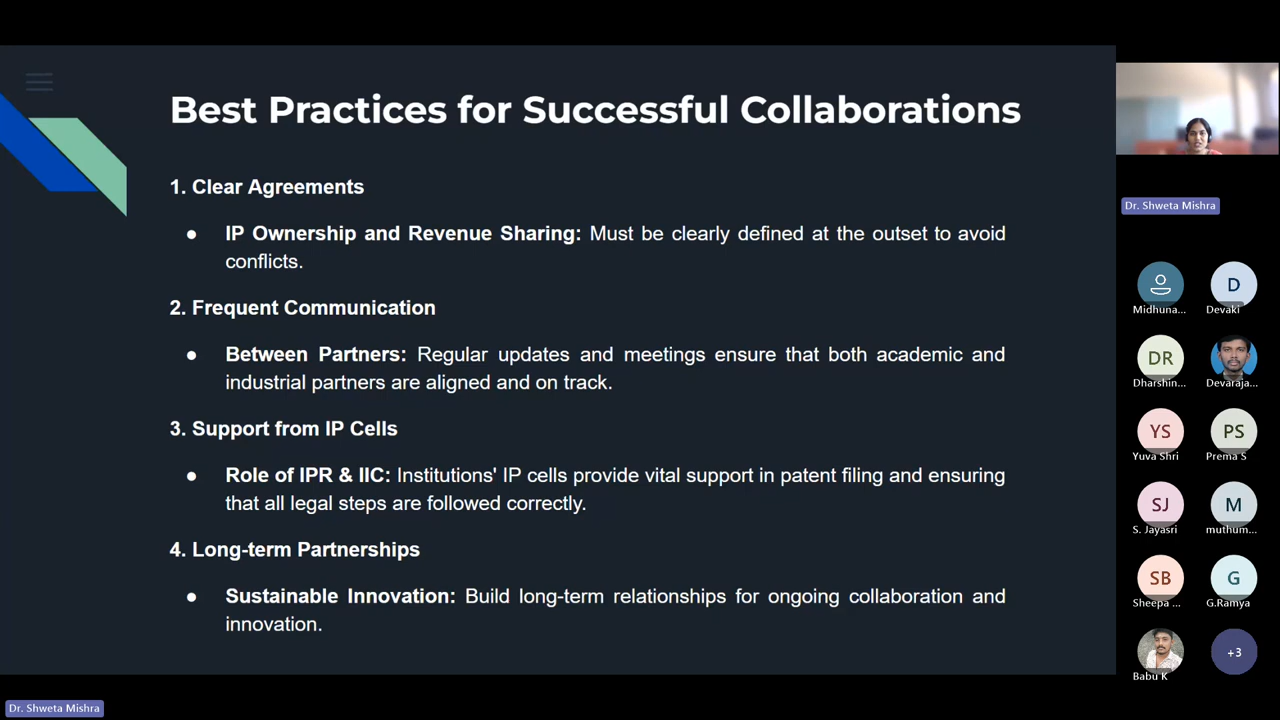 Best Practices for Successful Collaborations
1. Clear Agreements
● IP Ownership and Revenue Sharing: Must be clearly defined at the outset to avoid
conflicts.
2. Frequent Communication
● Between Partners: Regular updates and meetings ensure that both academic and
industrial partners are aligned and on track.
3. Support from IP Cells
● Role of IPR & IIC: Institutions' IP cells provide vital support in patent filing and ensuring
that all legal steps are followed correctly.
4. Long-term Partnerships
● Sustainable Innovation: Build long-term relationships for ongoing collaboration and
innovation.
Dr. Shweta Mishra
Midhuna...
D
Devaki
DR
Dharshin...
Devaraja...
YS
Yuva Shri
PS
Prema S
SJ
S. Jayasri
M
muthum...
SB
Sheepa ...
G
G.Ramya
Babu K
+3
Dr. Shweta Mishra